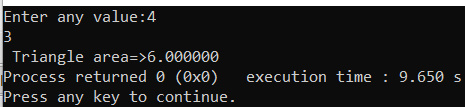 Enter any value:4
3
 Triangle area=>6.000000
Process returned 0 (0x0)   execution time : 9.650 s
Press any key to continue.